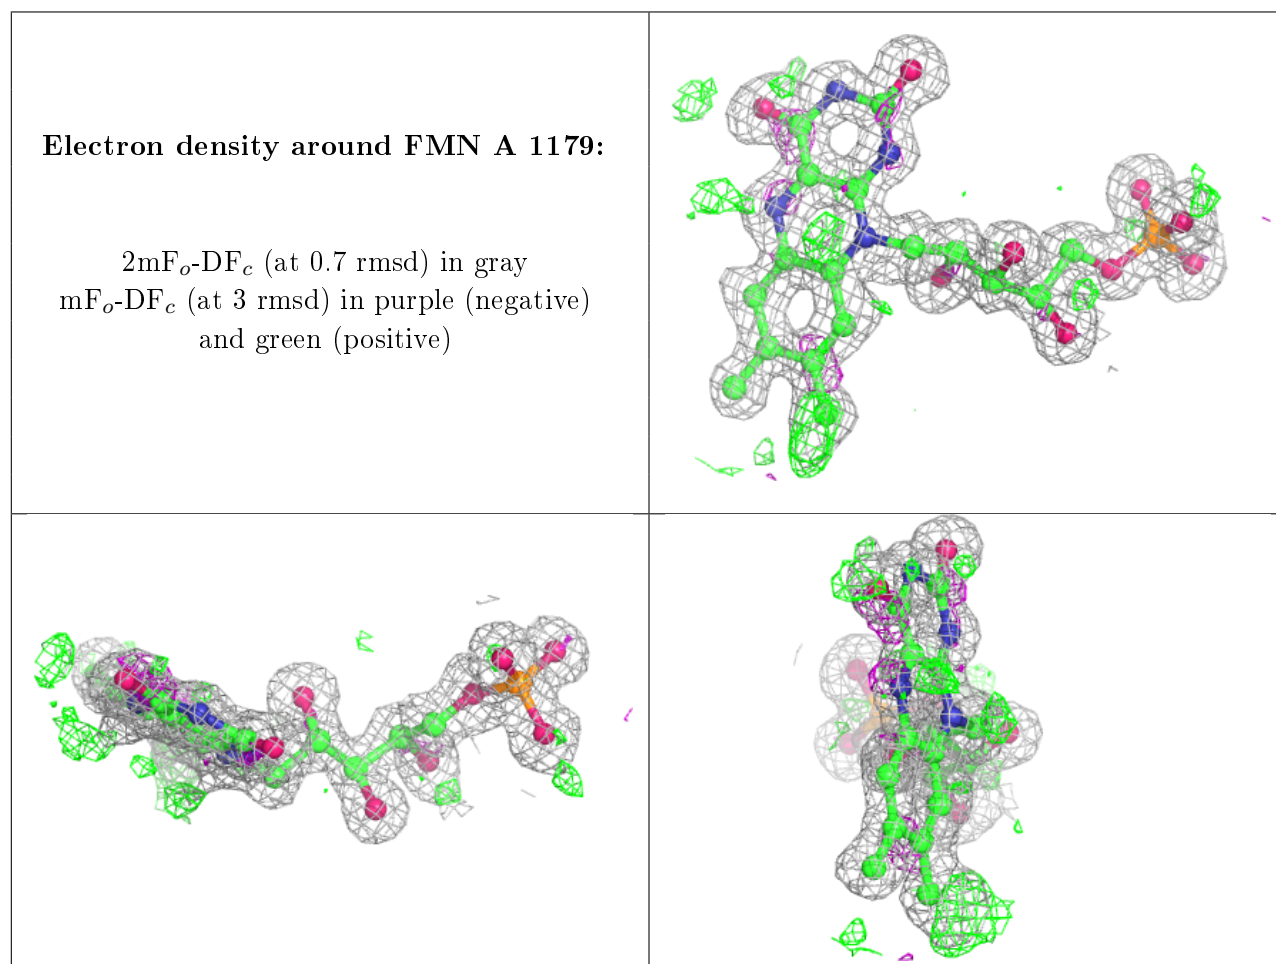 Electron density around FMN A 1179:
2mFₒ-DF𝑐 (at 0.7 rmsd) in gray
mFₒ-DF𝑐 (at 3 rmsd) in purple (negative)
and green (positive)